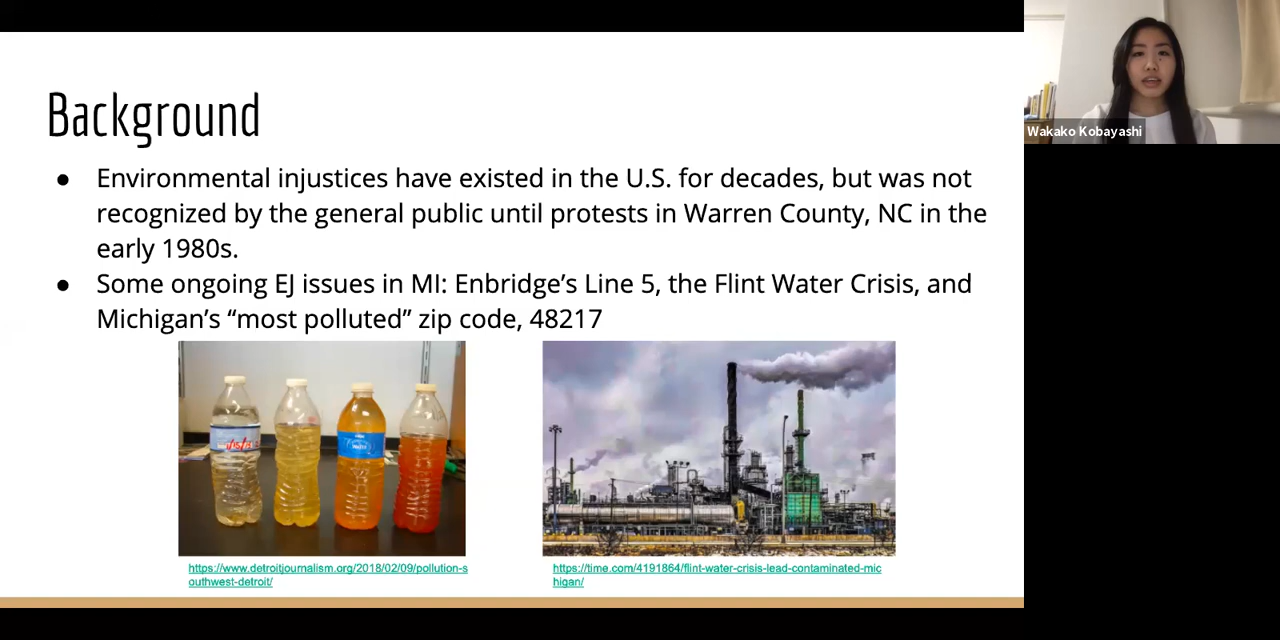 Background
● Environmental injustices have existed in the U.S. for decades, but was not
recognized by the general public until protests in Warren County, NC in the
early 1980s.
● Some ongoing EJ issues in MI: Enbridge’s Line 5, the Flint Water Crisis, and
Michigan’s “most polluted” zip code, 48217
https://www.detroitjournalism.org/2018/02/09/pollution-s
outhwest-detroit/
https://time.com/4191864/flint-water-crisis-lead-contaminated-mic
higan/
Wakako Kobayashi